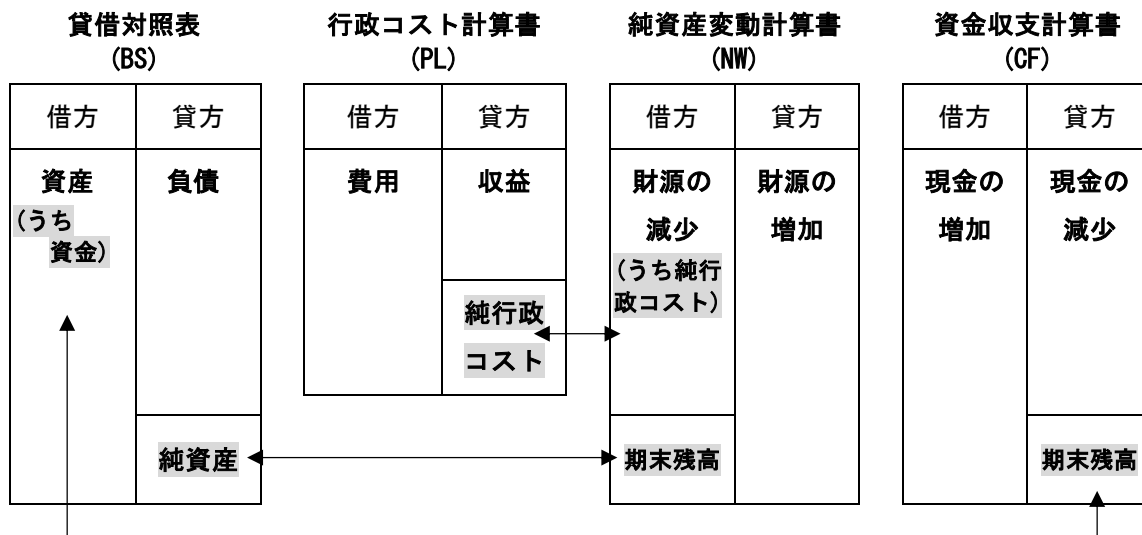 貸借対照表
(BS)
行政コスト計算書
(PL)
純資産変動計算書
(NW)
資金収支計算書
(CF)
借方
貸方
資産
(うち
資金)
負債
純資産
借方
貸方
費用
収益
純行政
コスト
借方
貸方
財源の
減少
(うち純行
政コスト)
期末残高
財源の
増加
借方
貸方
現金の
増加
現金の
減少
期末残高